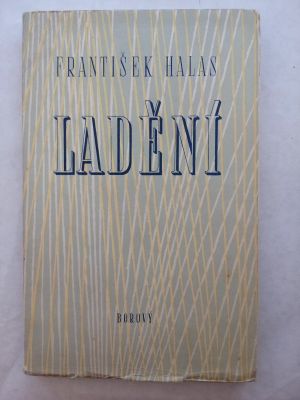 FRANTIŠEK HALAS
LADĚNÍ
BOROVÝ